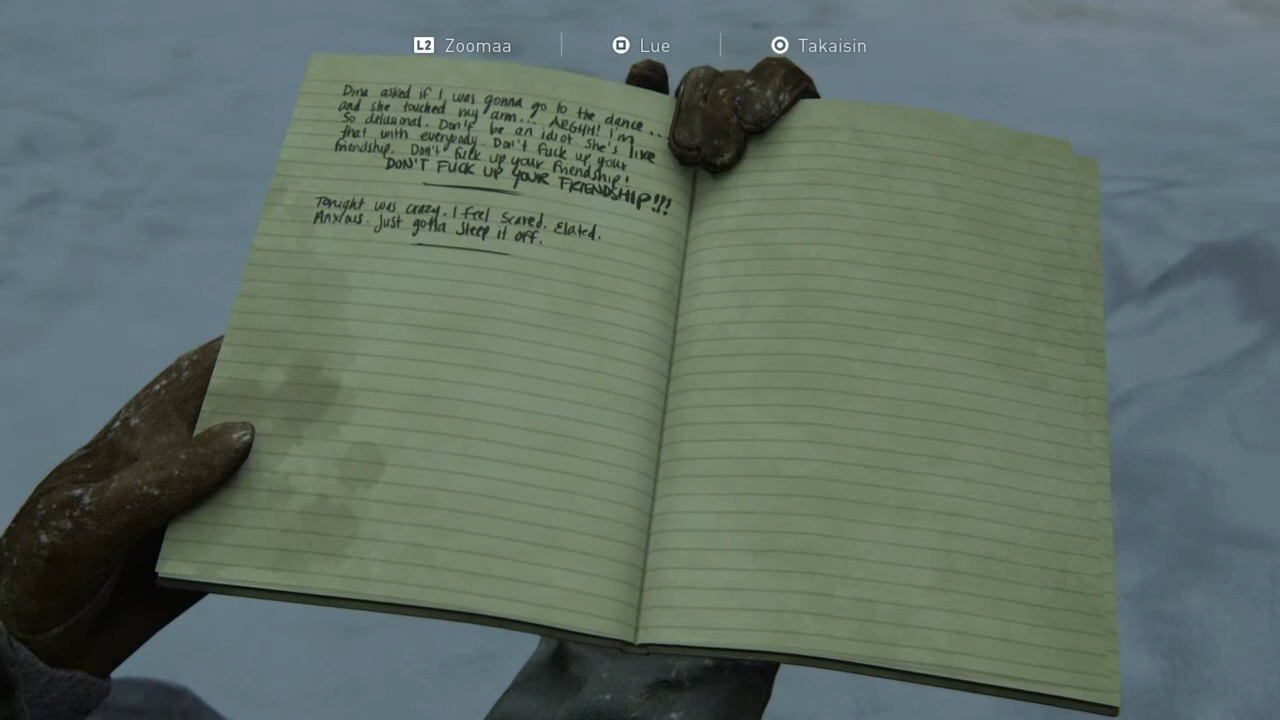 L2 Zoomaa
Lue
Takaisin
Dina asked if I was gonna go to the dance...
and she touched my arm... ARGHH! I'm
so delusional. Don't be an idiot she's like
that with everybody. Don't fuck up your
friendship. Don't fuck up your friendship!
DON'T FUCK UP YOUR FRIENDSHIP!!!
Tonight was crazy. I feel scared. Elated.
Anxious. Just gotta sleep it off.